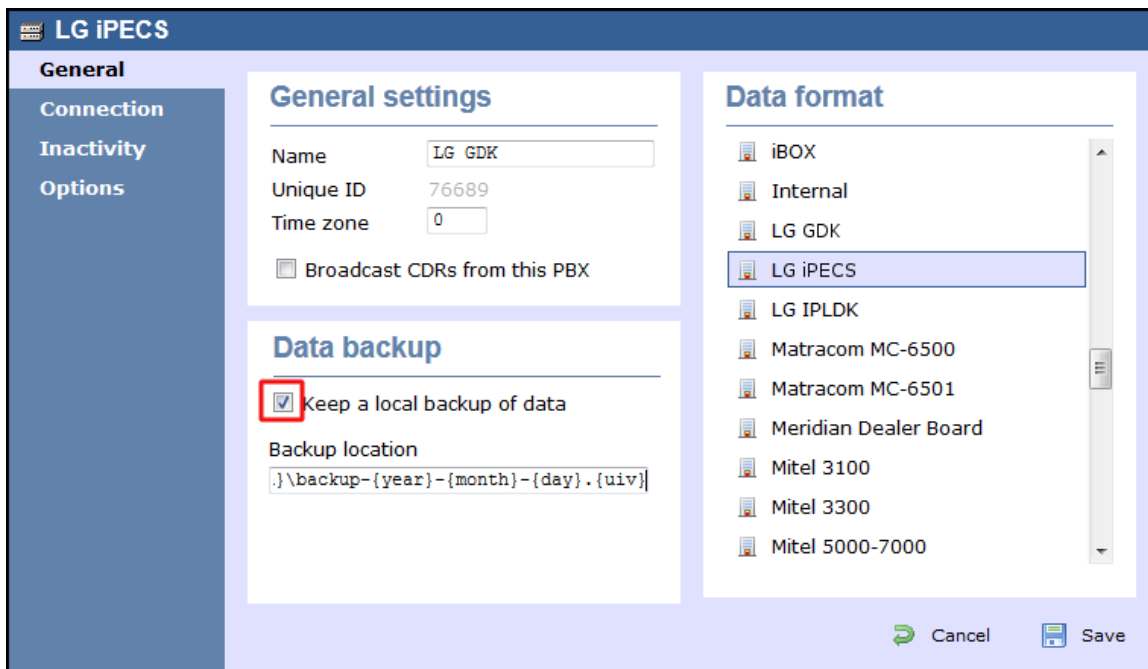 LG iPECS
General
Connection
Inactivity
Options
General settings
Name LG GDK
Unique ID 76689
Time zone 0
Broadcast CDRs from this PBX
Data backup
Keep a local backup of data
Backup location
.}\backup-{year}-{month}-{day}.{uiv}
Data format
iBOX
Internal
LG GDK
LG iPECS
LG IPLDK
Matracom MC-6500
Matracom MC-6501
Meridian Dealer Board
Mitel 3100
Mitel 3300
Mitel 5000-7000
Cancel Save